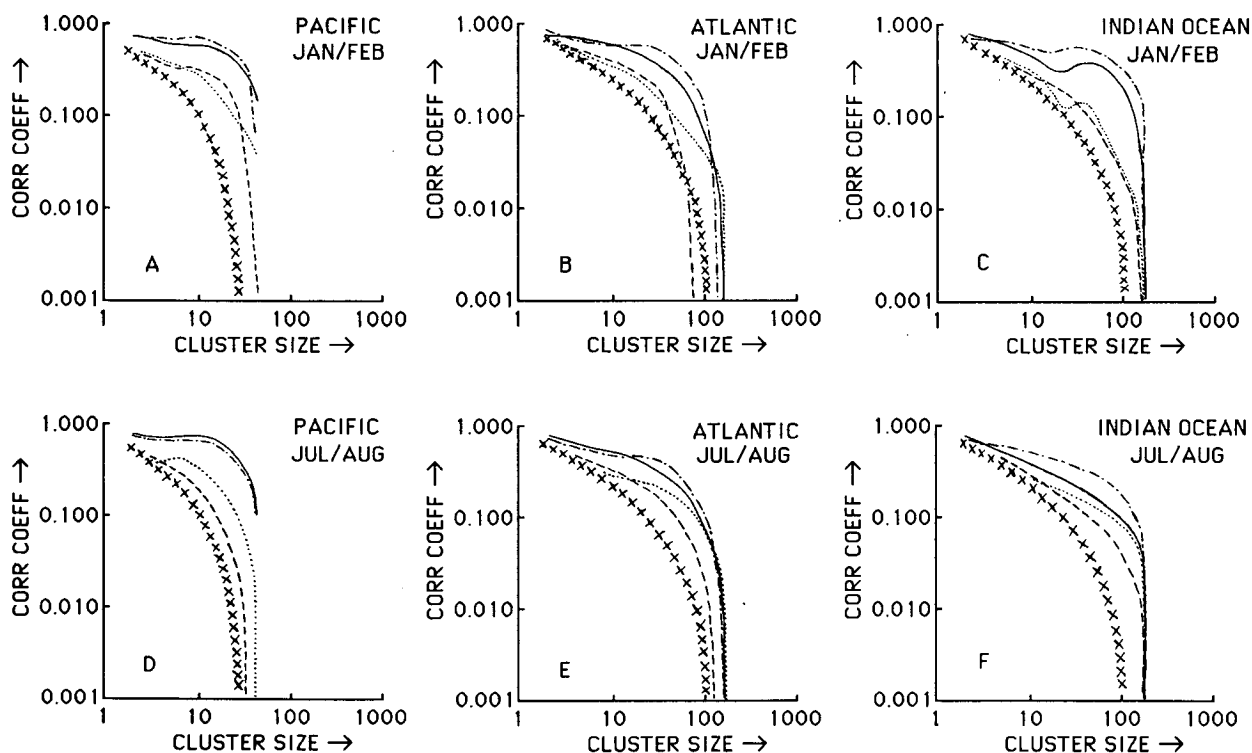 PACIFIC
JAN/FEB
CORR COEFF →
1.000
0.100
0.010
0.001
A
1 10 100 1000
CLUSTER SIZE →
ATLANTIC
JAN/FEB
CORR COEFF →
1.000
0.100
0.010
0.001
B
1 10 100 1000
CLUSTER SIZE →
INDIAN OCEAN
JAN/FEB
CORR COEFF →
1.000
0.100
0.010
0.001
C
1 10 100 1000
CLUSTER SIZE →
PACIFIC
JUL/AUG
CORR COEFF →
1.000
0.100
0.010
0.001
D
1 10 100 1000
CLUSTER SIZE →
ATLANTIC
JUL/AUG
CORR COEFF →
1.000
0.100
0.010
0.001
E
1 10 100 1000
CLUSTER SIZE →
INDIAN OCEAN
JUL/AUG
CORR COEFF →
1.000
0.100
0.010
0.001
F
1 10 100 1000
CLUSTER SIZE →